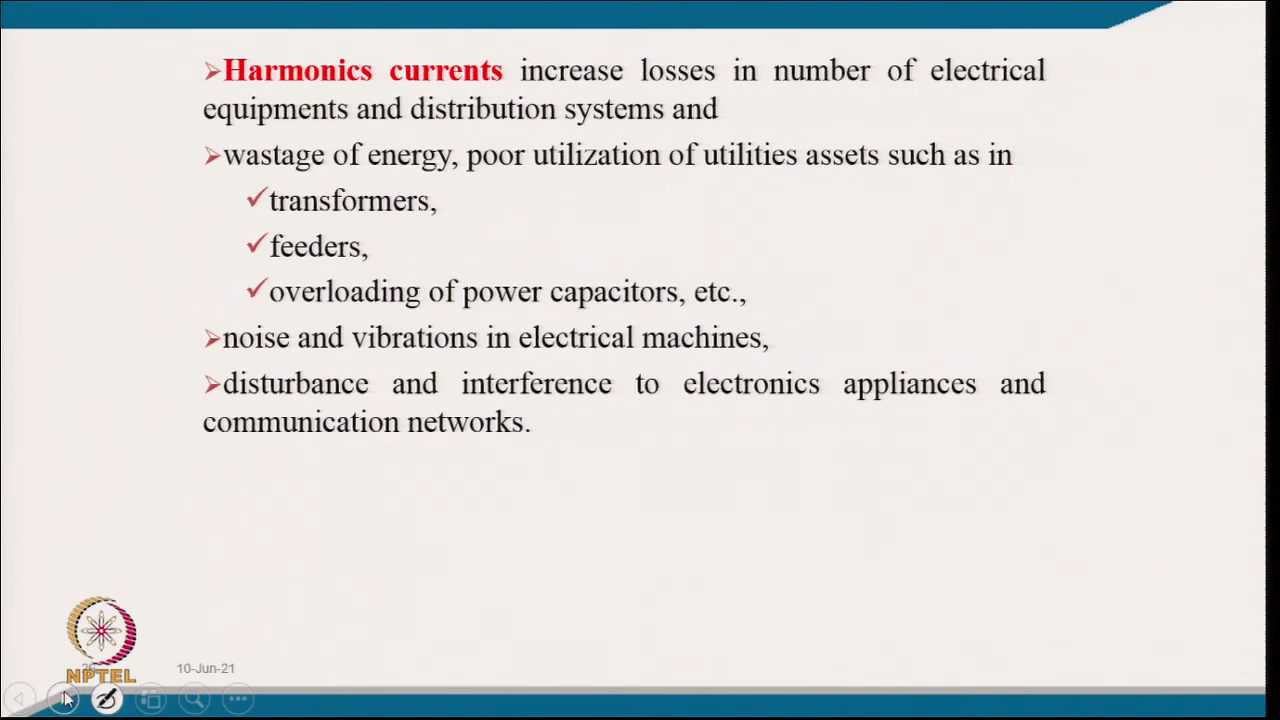 ➢Harmonics currents increase losses in number of electrical
equipments and distribution systems and
➢wastage of energy, poor utilization of utilities assets such as in
✓transformers,
✓feeders,
✓overloading of power capacitors, etc.,
➢noise and vibrations in electrical machines,
➢disturbance and interference to electronics appliances and
communication networks.
10-Jun-21
NPTEL